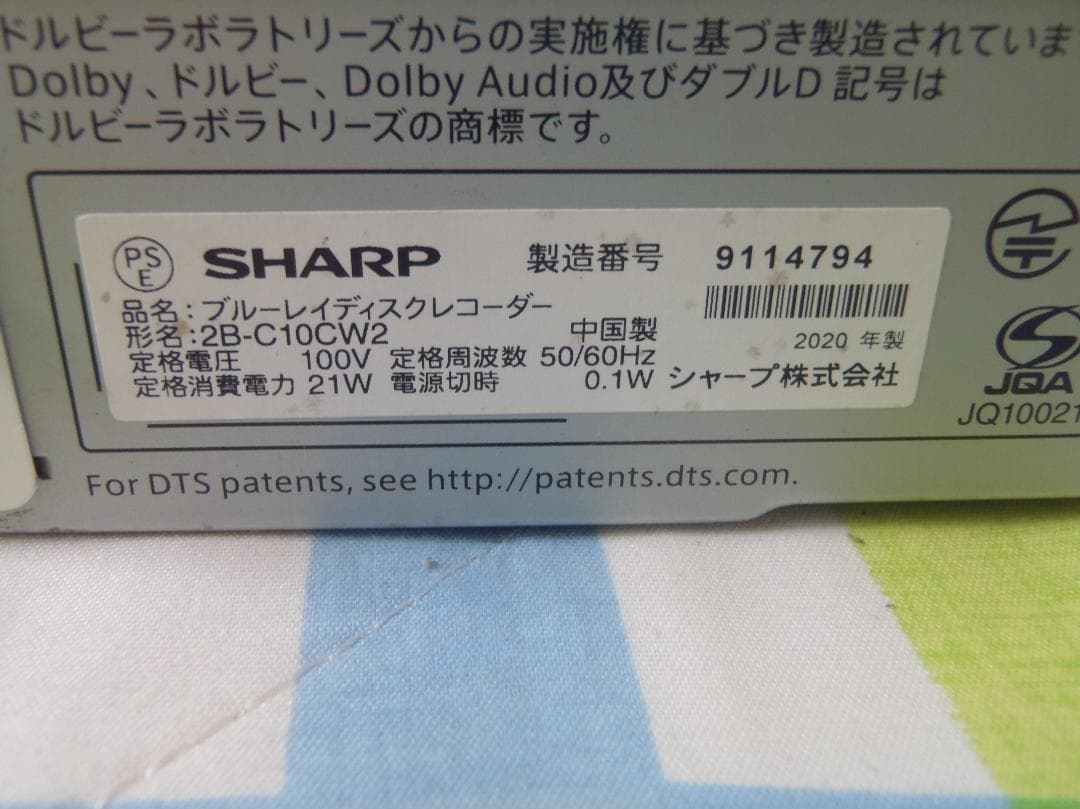 ドルビーラボラトリーズからの実施権に基づき製造されていま
Dolby、ドルビー、Dolby Audio及びダブルD 記号は
ドルビーラボラトリーズの商標です。
PS
E
SHARP 製造番号 9114794
品名:ブルーレイディスクレコーダー
形名:2B-C10CW2 中国製 2020 年製
定格電圧 100V 定格周波数 50/60Hz
定格消費電力 21W 電源切時 0.1W シャープ株式会社
JQA
JQ10021
For DTS patents, see http://patents.dts.com.